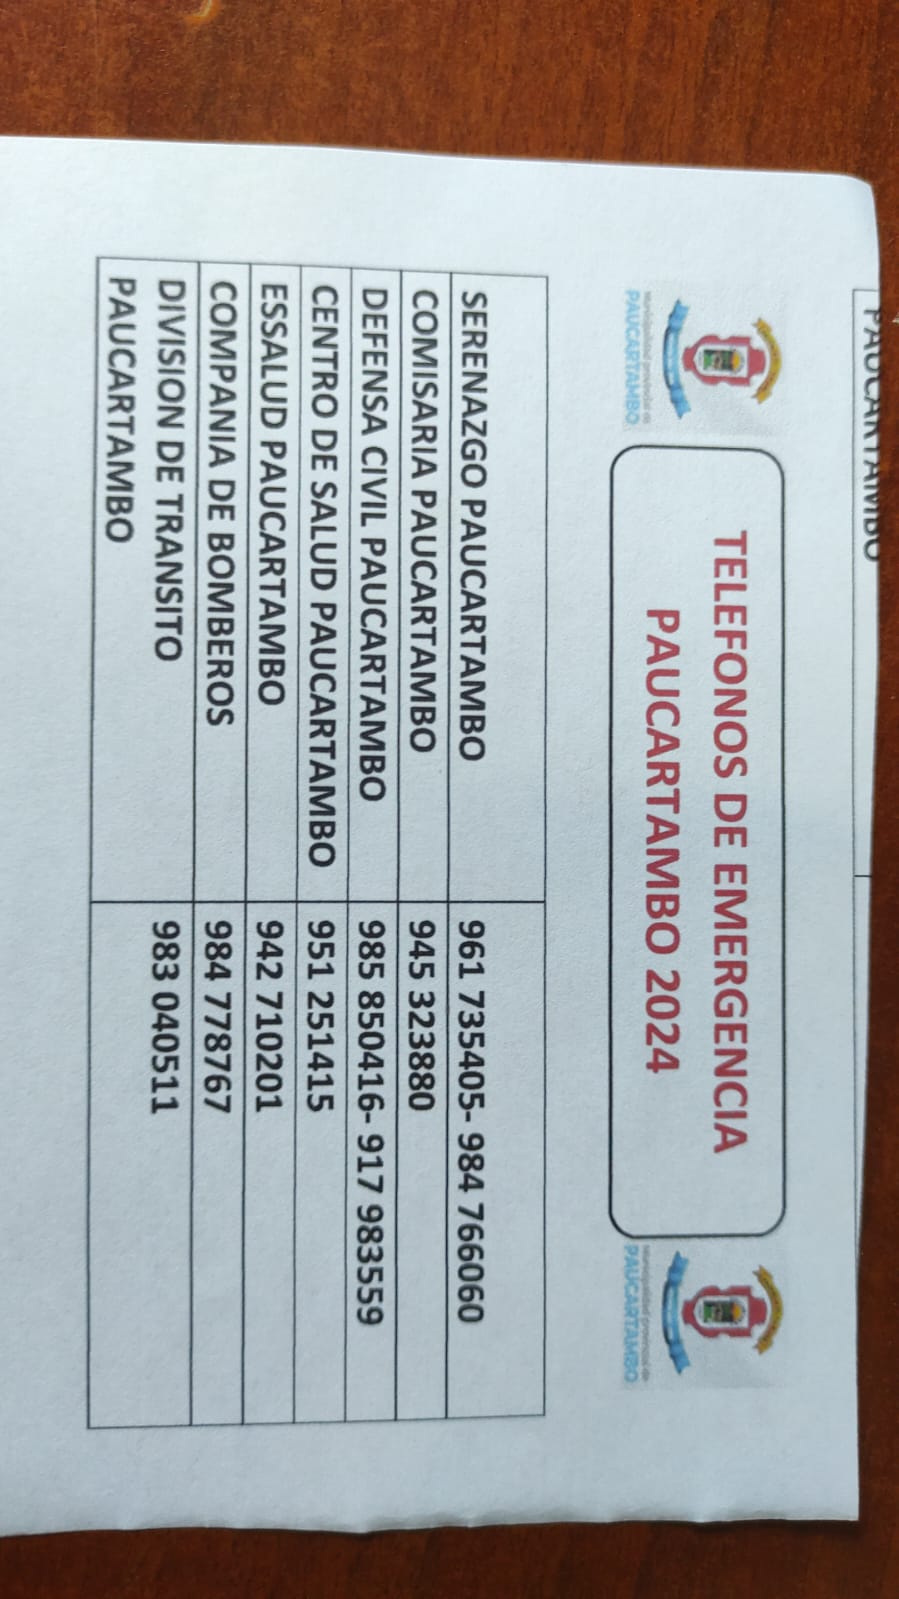 PAUCARTAMBO
Municipalidad provincial de
PAUCARTAMBO
TELEFONOS DE EMERGENCIA
PAUCARTAMBO 2024
Municipalidad provincial de
PAUCARTAMBO
SERENAZGO PAUCARTAMBO 961 735405- 984 766060
COMISARIA PAUCARTAMBO 945 323880
DEFENSA CIVIL PAUCARTAMBO 985 850416- 917 983559
CENTRO DE SALUD PAUCARTAMBO 951 251415
ESSALUD PAUCARTAMBO 942 710201
COMPANIA DE BOMBEROS 984 778767
DIVISION DE TRANSITO 983 040511
PAUCARTAMBO